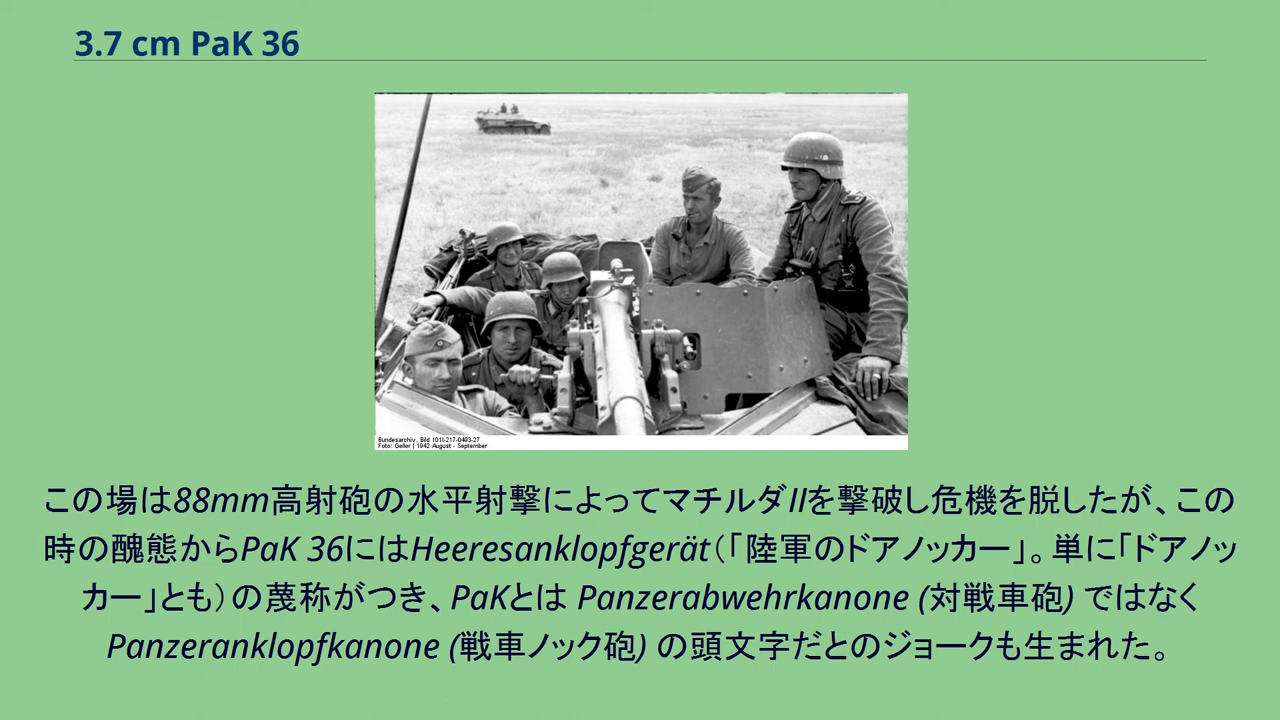 3.7 cm PaK 36
Bundesarchiv, Bild 101I-217-0493-27
Foto: Geller | 1942 August - September
この場は88mm高射砲の水平射撃によってマチルダIIを撃破し危機を脱したが、この
時の醜態からPaK 36にはHeeresanklopfgerät（「陸軍のドアノッカー」。単に「ドアノッ
カー」とも）の蔑称がつき、PaKとは Panzerabwehrkanone (対戦車砲) ではなく
Panzeranklopfkanone (戦車ノック砲) の頭文字だとのジョークも生まれた。